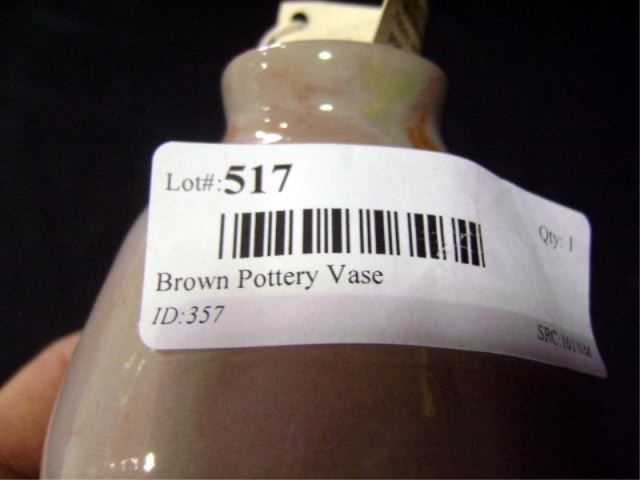 Lot#:517
Qty: 1
Brown Pottery Vase
ID:357